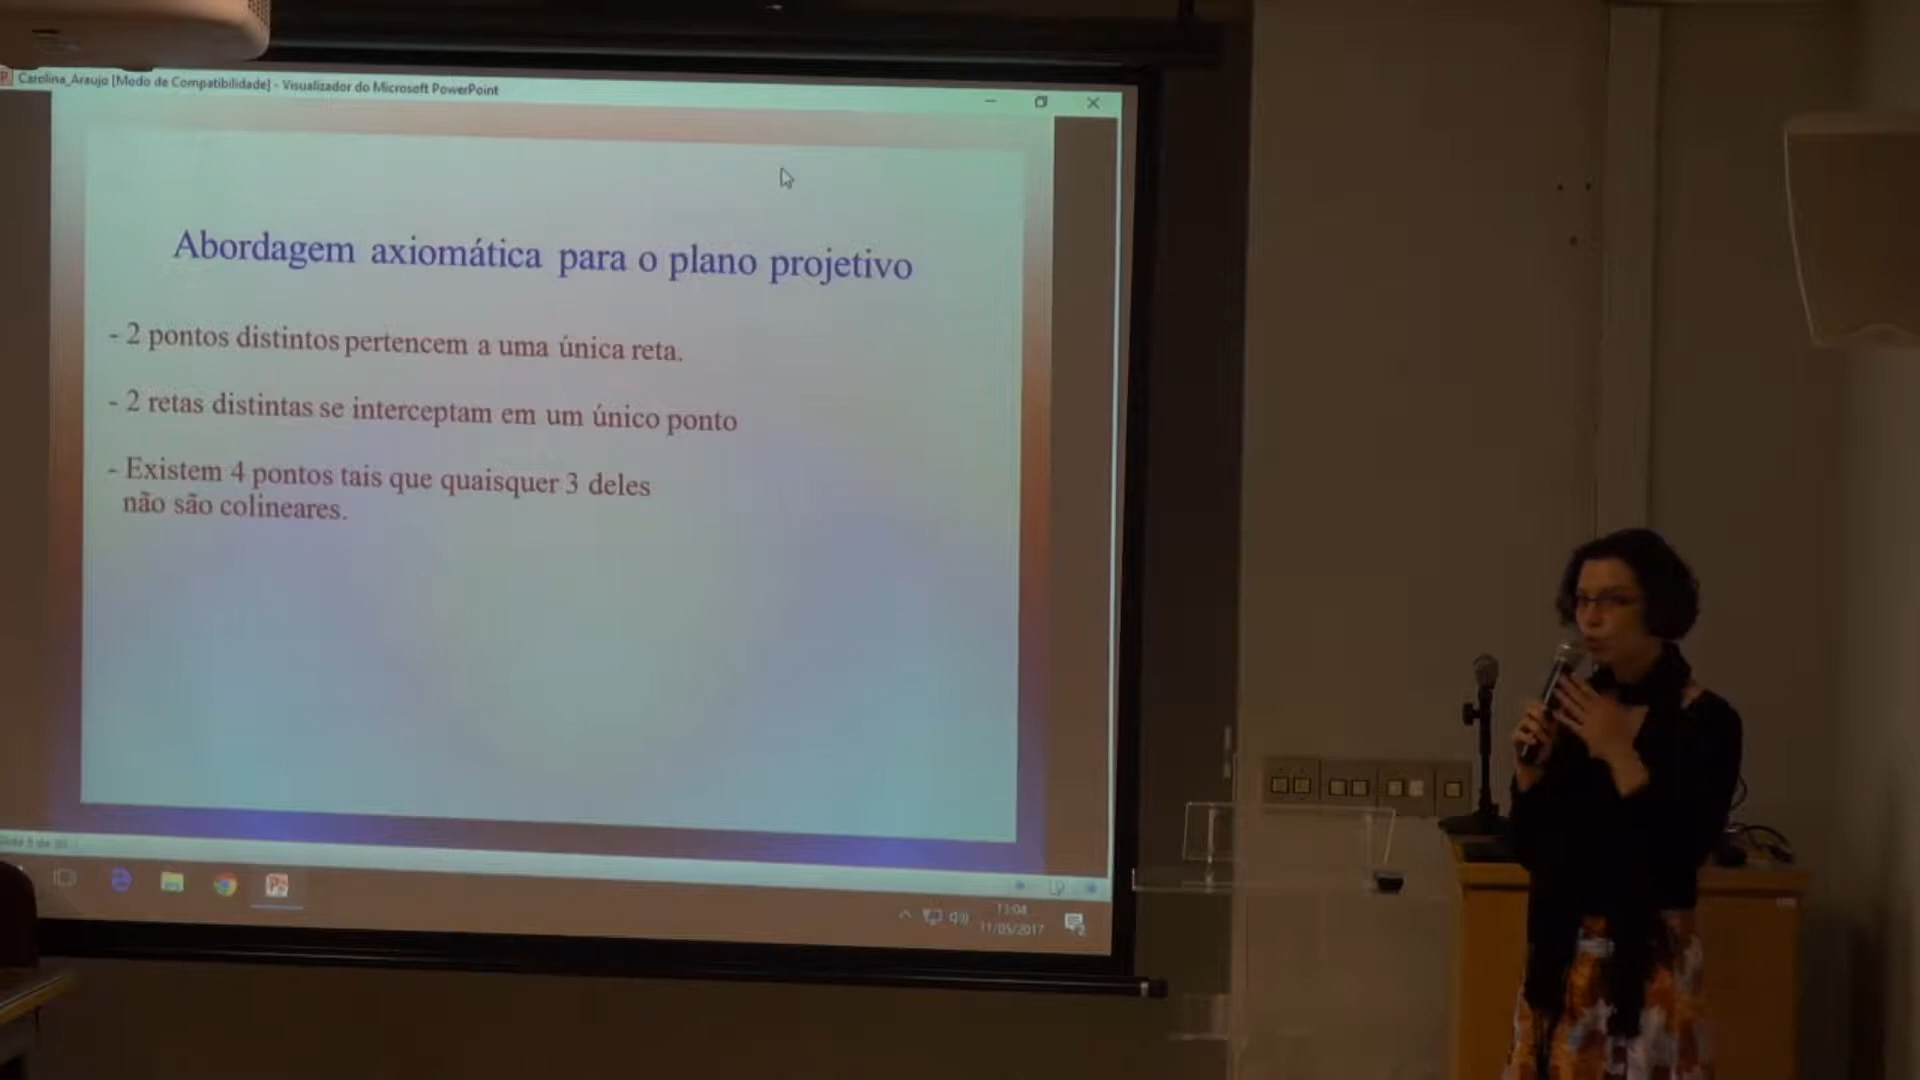 Carolina_Araujo [Modo de Compatibilidade] - Visualizador do Microsoft PowerPoint
Abordagem axiomática para o plano projetivo
- 2 pontos distintos pertencem a uma única reta.
- 2 retas distintas se interceptam em um único ponto
- Existem 4 pontos tais que quaisquer 3 deles
não são colineares.
11/05/2017